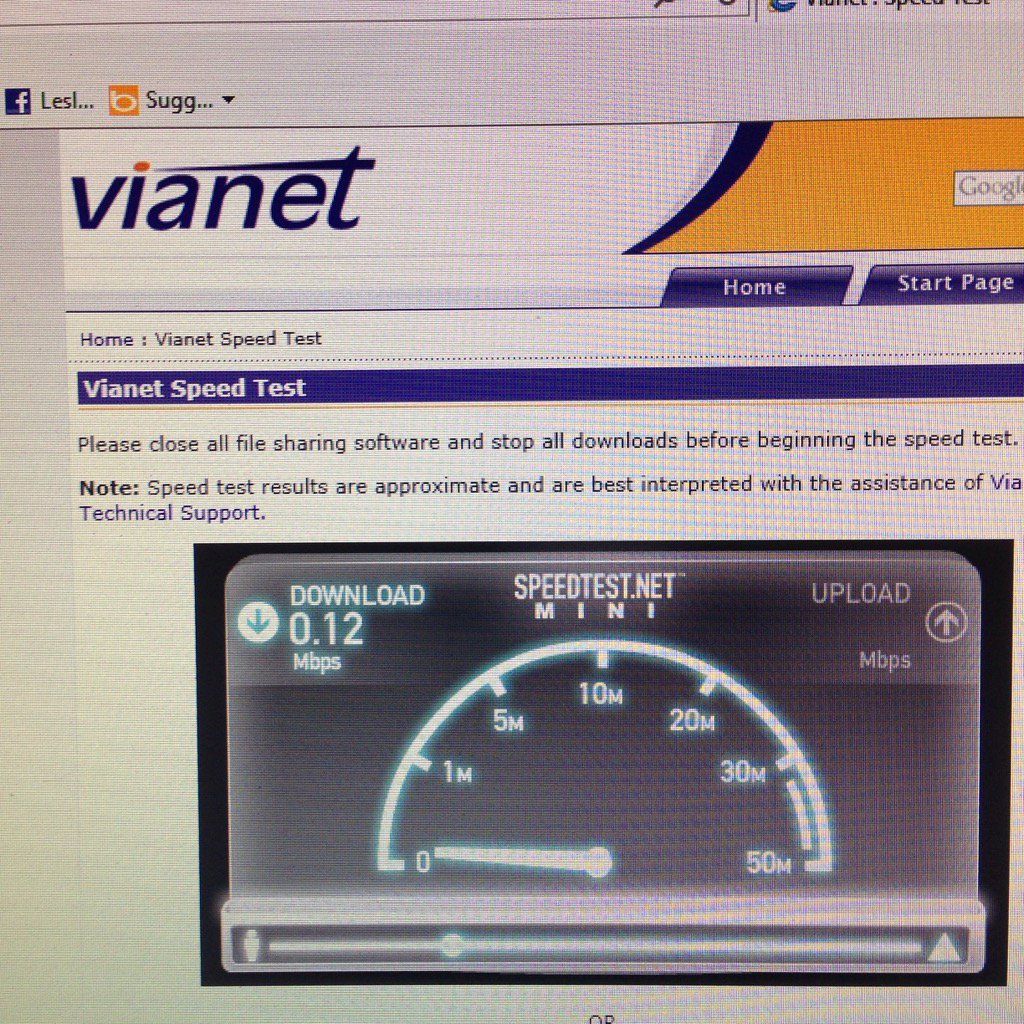 Vianet : Speed Test
Lesl... Sugg...
vianet
Google
Home Start Page
Home : Vianet Speed Test
Vianet Speed Test
Please close all file sharing software and stop all downloads before beginning the speed test.
Note: Speed test results are approximate and are best interpreted with the assistance of Via
Technical Support.
DOWNLOAD SPEEDTEST.NET™ UPLOAD
MINI
0.12
Mbps Mbps
10M
5M 20M
1M 30M
0 50M
OR